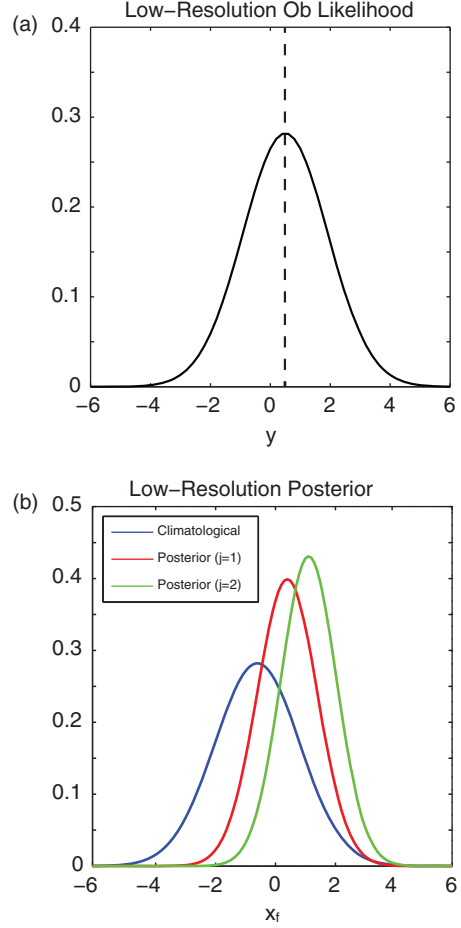 (a)
Low−Resolution Ob Likelihood
0.4
0.3
0.2
0.1
0
−6 −4 −2 0 2 4 6
y
(b)
Low−Resolution Posterior
0.5
Climatological
Posterior (j=1)
Posterior (j=2)
0.4
0.3
0.2
0.1
0
−6 −4 −2 0 2 4 6
x_f